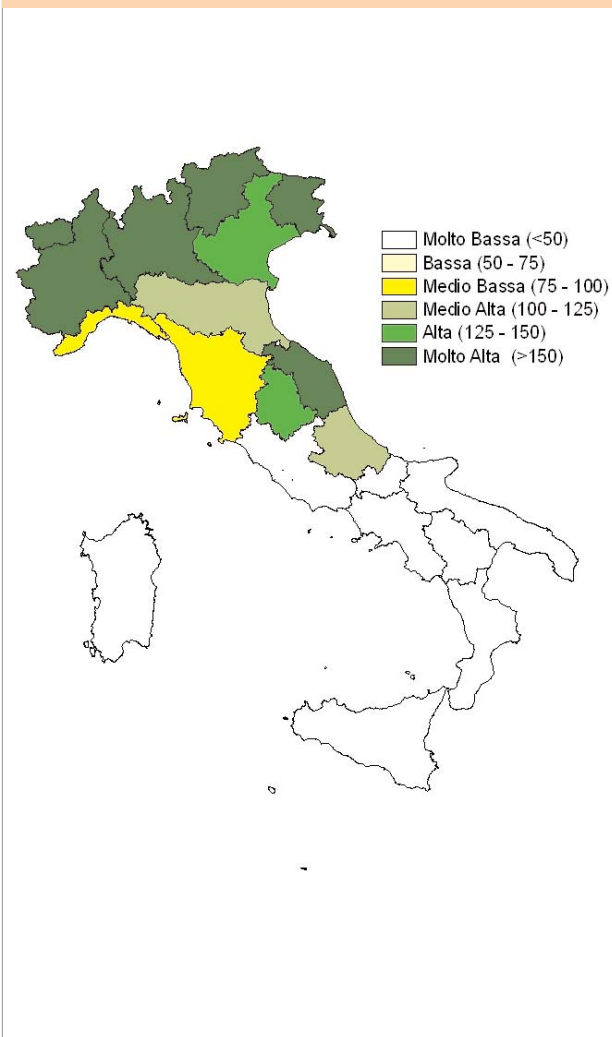 Molto Bassa (<50)
Bassa (50 - 75)
Medio Bassa (75 - 100)
Medio Alta (100 - 125)
Alta (125 - 150)
Molto Alta (>150)